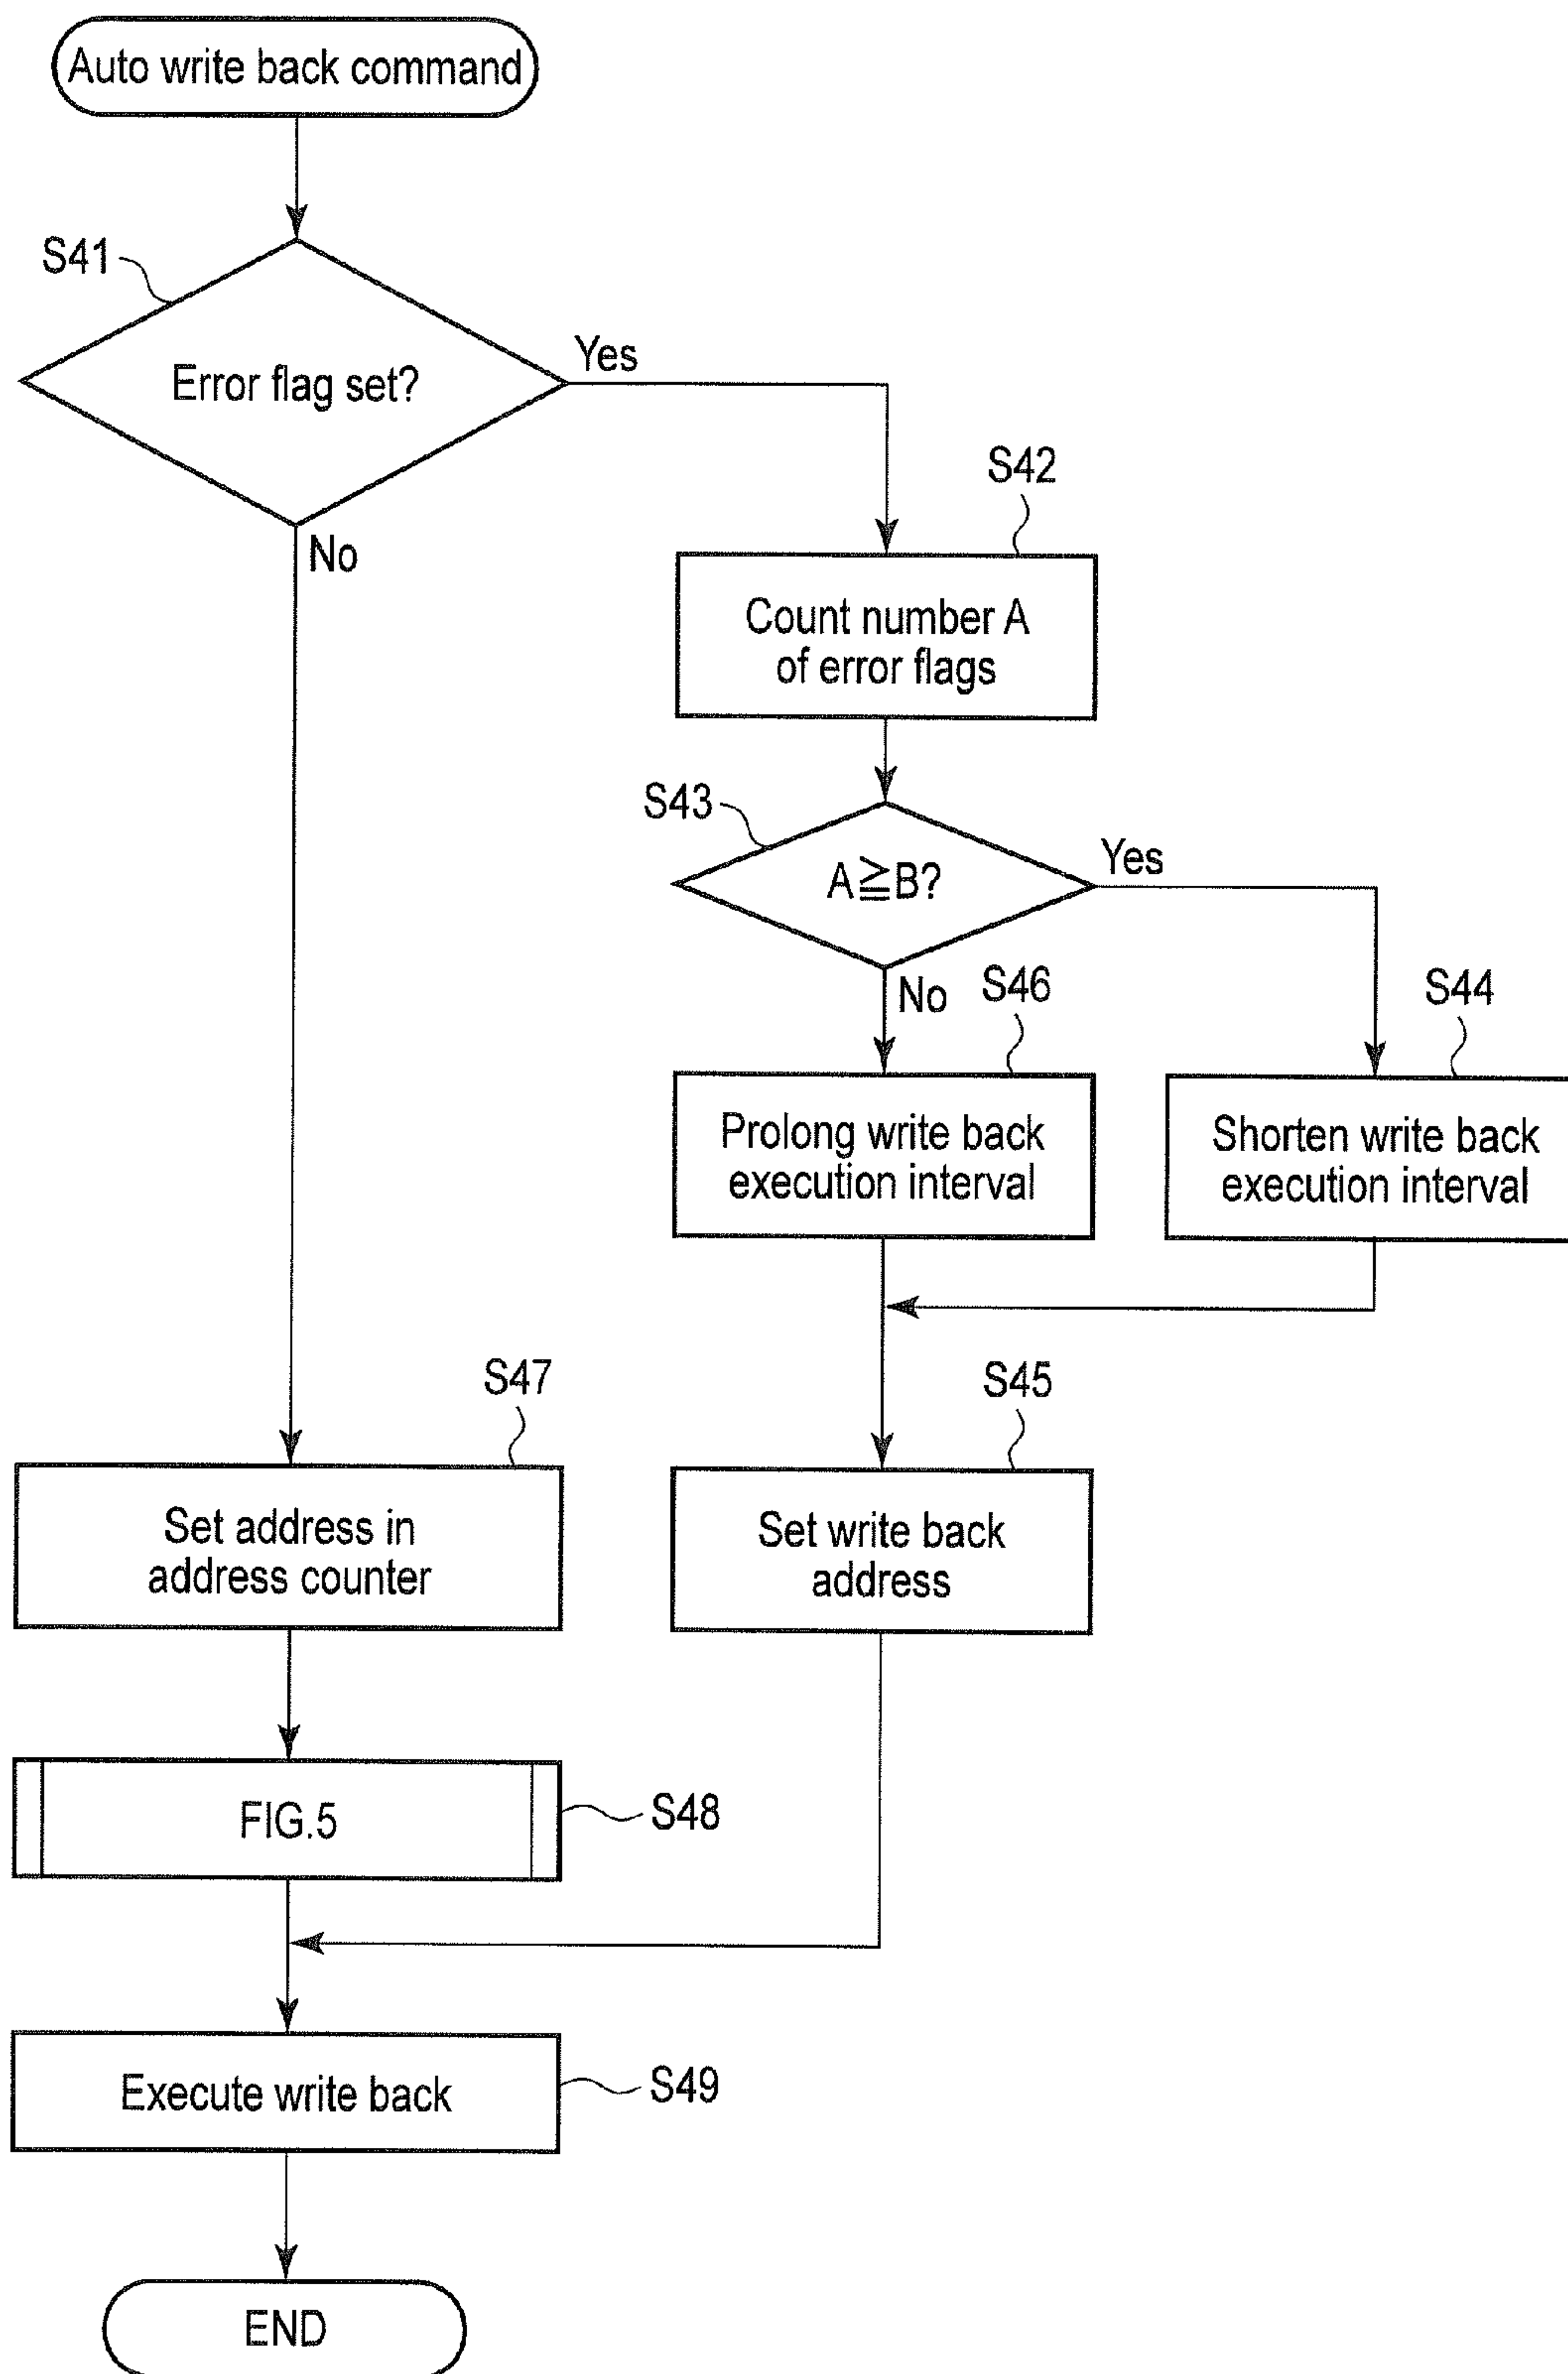 Auto write back command
S41
Error flag set?
Yes
No
S42
Count number A
of error flags
S43
A≧B?
Yes
No
S46
S44
Prolong write back
execution interval
Shorten write back
execution interval
S47
S45
Set address in
address counter
Set write back
address
FIG.5
S48
Execute write back
S49
END